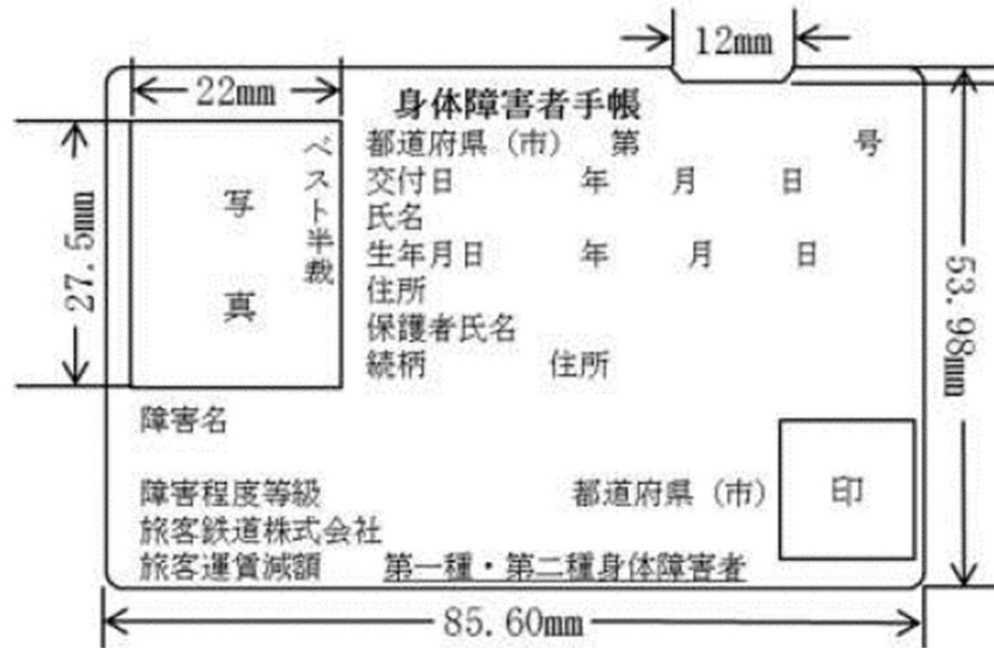 12mm
22mm
身体障害者手帳
都道府県（市） 第 号
交付日 年 月 日
氏名
生年月日 年 月 日
住所
保護者氏名
続柄 住所
ベスト半裁
写真
27.5mm
53.98mm
障害名
障害程度等級 都道府県（市） 印
旅客鉄道株式会社
旅客運賃減額 第一種・第二種身体障害者
85.60mm